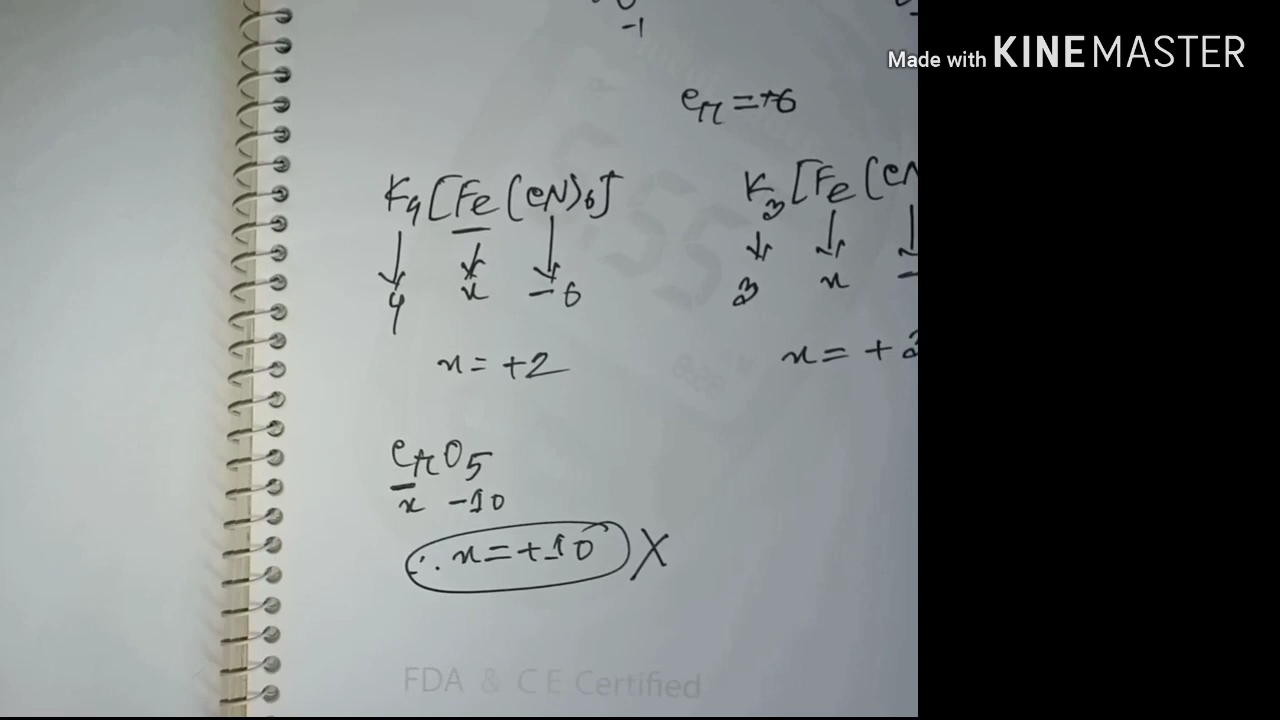 -1
Made with KINEMASTER
Cr = +6
K4[Fe(CN)6] K3[Fe(CN
4 x -6 3 x -
x = +2 x = +3
CrO5
x -10
∴ x = +10 X
FDA & CE Certified